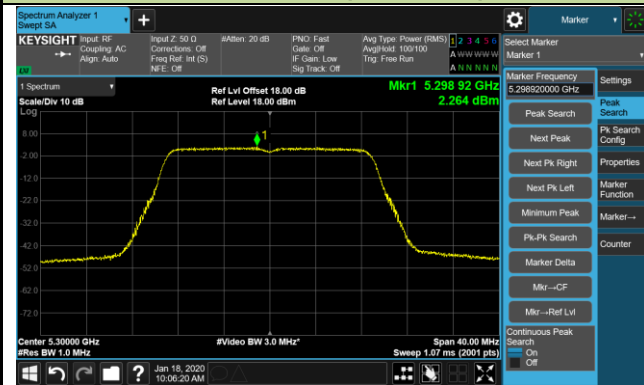 Spectrum Analyzer 1
Swept SA
+
Marker
KEYSIGHT
Input: RF
Coupling: AC
Align: Auto
Input Z: 50 Ω
Corrections: Off
Freq Ref: Int (S)
NFE: Off
#Atten: 20 dB
PNO: Fast
Gate: Off
IF Gain: Low
Sig Track: Off
Avg Type: Power (RMS)
Avg|Hold: 100/100
Trig: Free Run
1 2 3 4 5 6
A W W W W W
A N N N N N
Select Marker
Marker 1
1 Spectrum
Scale/Div 10 dB
Log
Ref Lvl Offset 18.00 dB
Ref Level 18.00 dBm
Mkr1 5.298 92 GHz
2.264 dBm
1
8.00
-2.00
-12.0
-22.0
-32.0
-42.0
-52.0
-62.0
-72.0
Center 5.30000 GHz
#Res BW 1.0 MHz
#Video BW 3.0 MHz*
Span 40.00 MHz
Sweep 1.07 ms (2001 pts)
Marker Frequency
5.298920000 GHz
Peak Search
Next Peak
Next Pk Right
Next Pk Left
Minimum Peak
Pk-Pk Search
Marker Delta
Mkr→CF
Mkr→Ref Lvl
Continuous Peak
Search
On
Off
Settings
Peak
Search
Pk Search
Config
Properties
Marker
Function
Marker→
Counter
?
Jan 18, 2020
10:06:20 AM